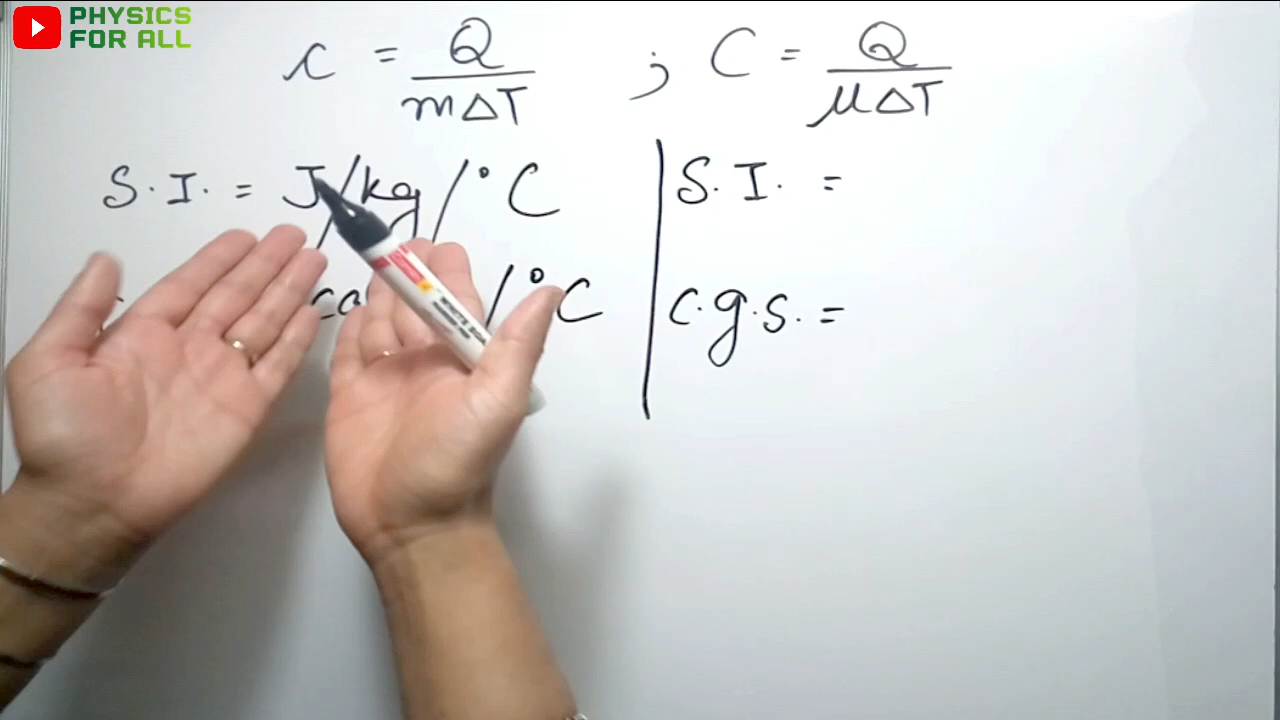 PHYSICS
FOR ALL
c = Q / mΔT ; C = Q / μΔT
S.I. = J/kg/°C
S.I. =
/°C
c.g.s. =